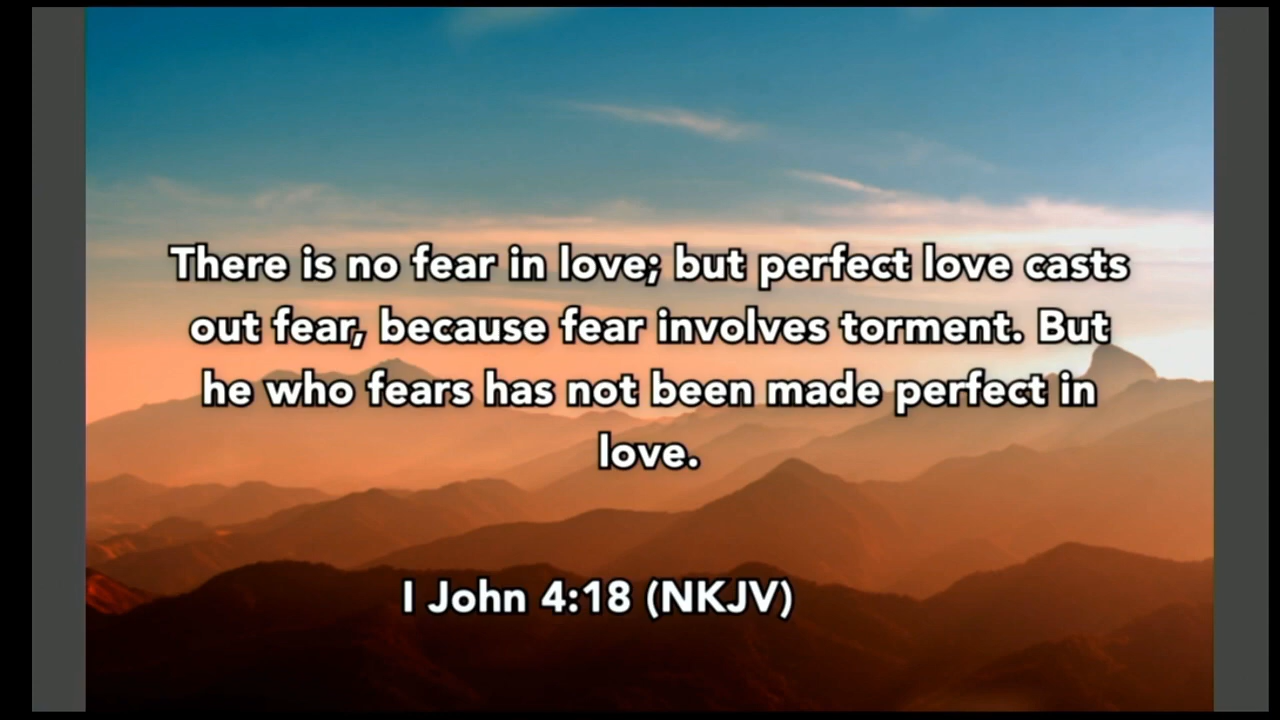 There is no fear in love; but perfect love casts
out fear, because fear involves torment. But
he who fears has not been made perfect in
love.
I John 4:18 (NKJV)